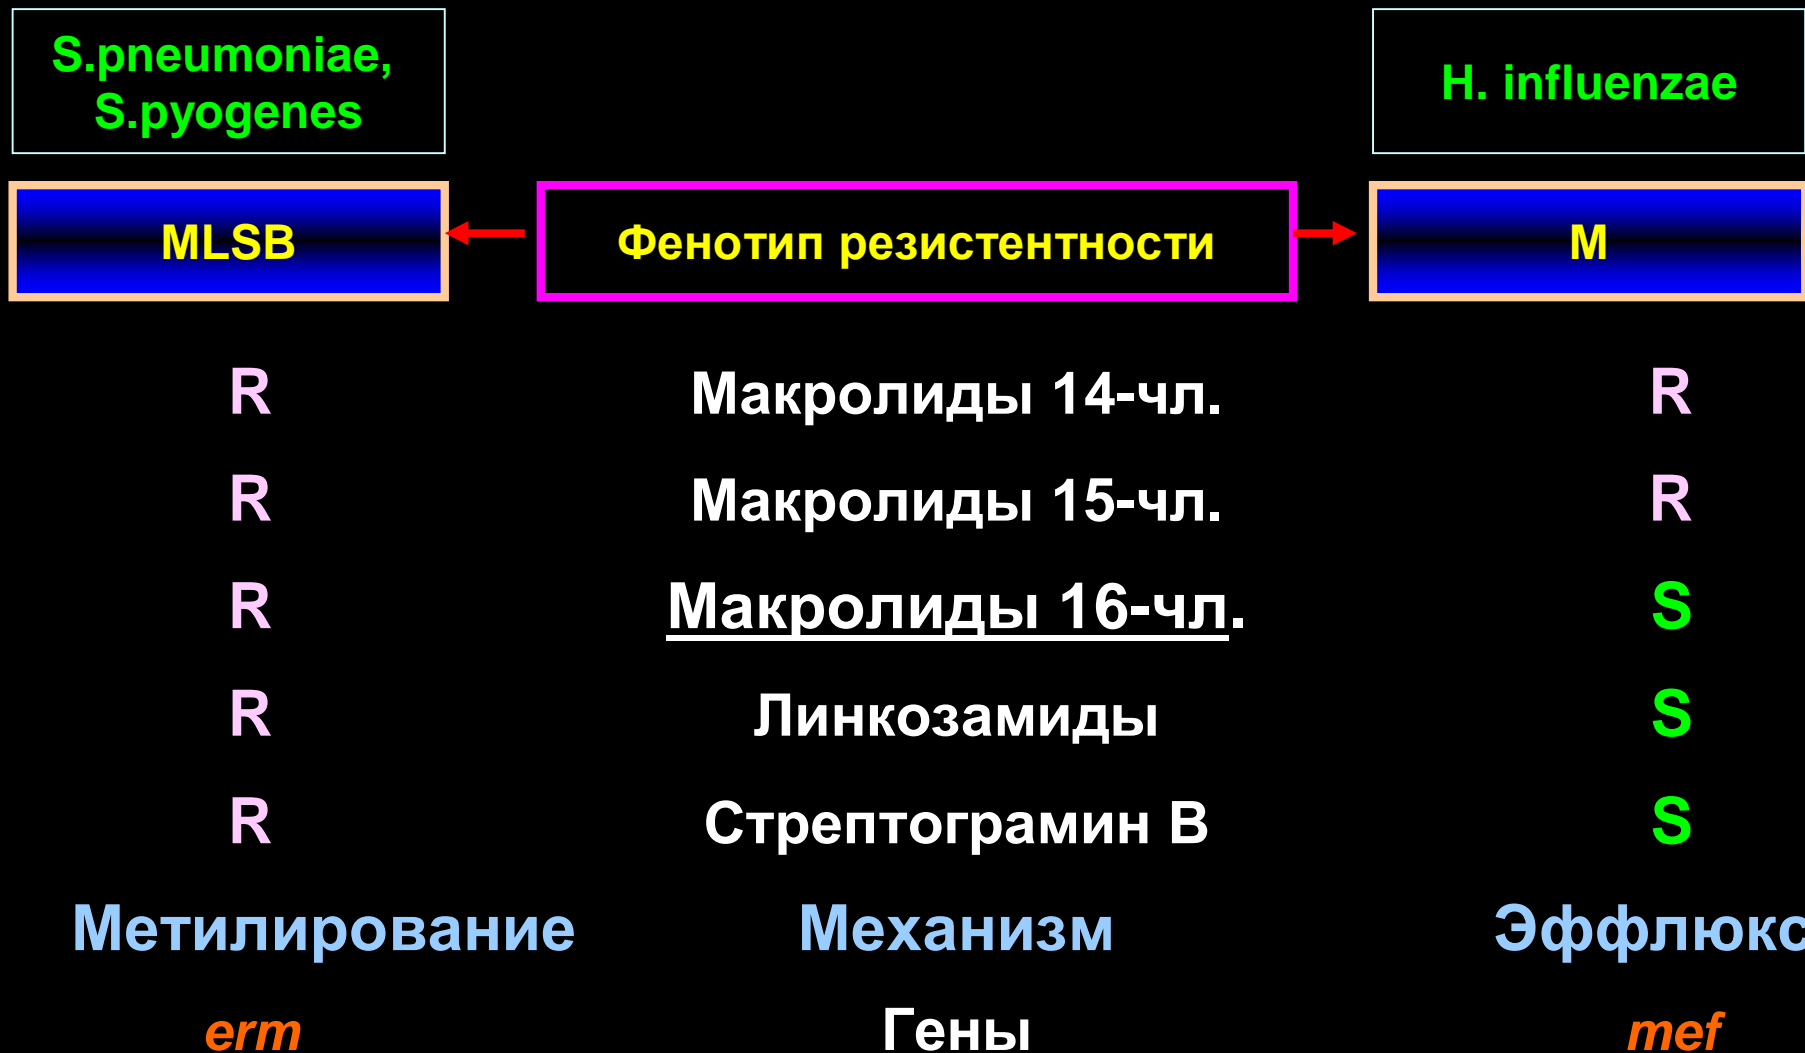 S.pneumoniae,
S.pyogenes
H. influenzae
MLSB
Фенотип резистентности
M
R
Макролиды 14-чл.
R
R
Макролиды 15-чл.
R
R
Макролиды 16-чл.
S
R
Линкозамиды
S
R
Стрептограмин В
S
Метилирование
Механизм
Эффлюкс
erm
Гены
mef